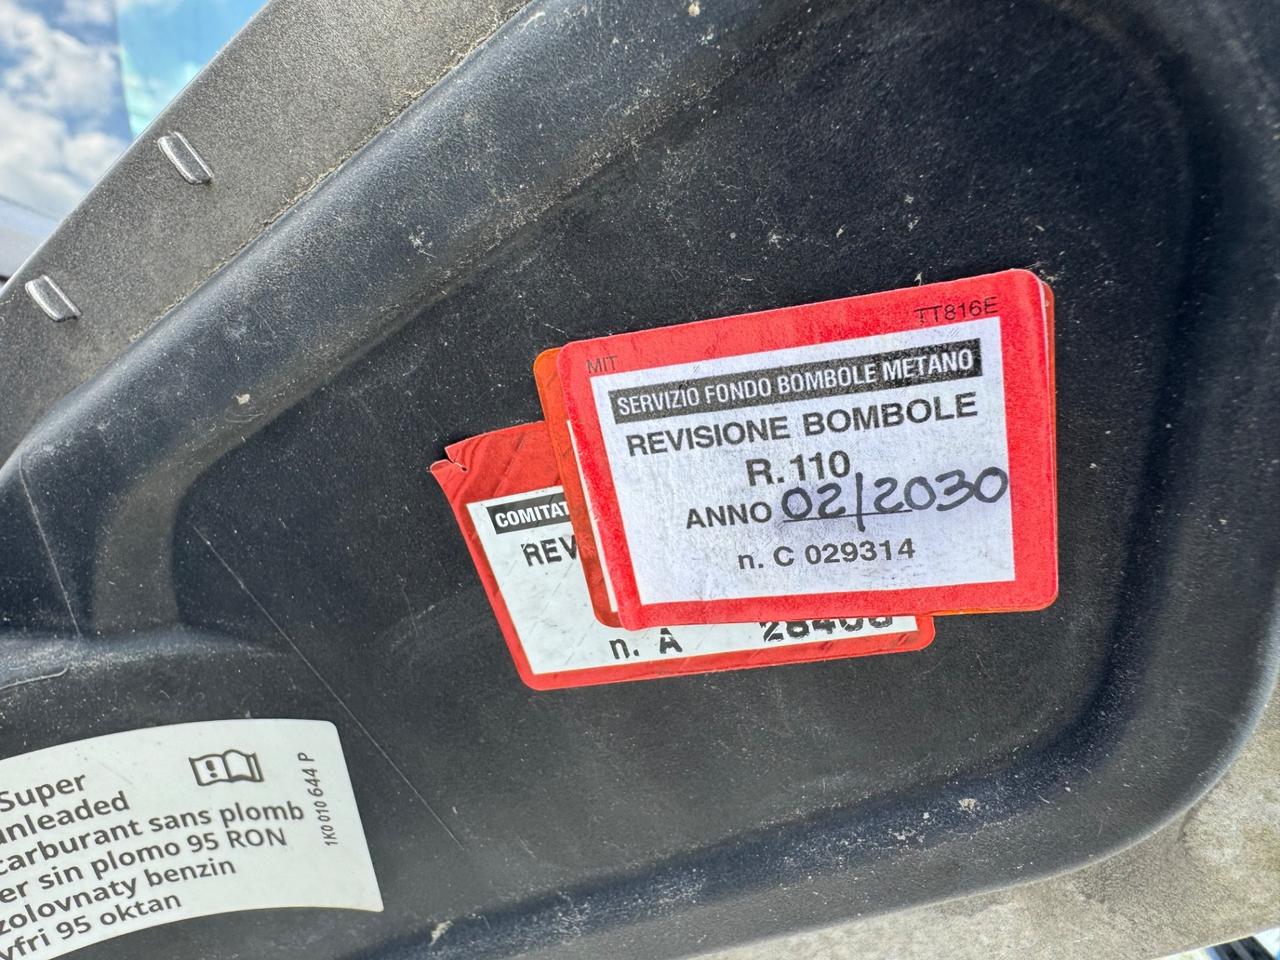 MIT
TT816E
SERVIZIO FONDO BOMBOLE METANO
REVISIONE BOMBOLE
R.110
ANNO 02/2030
n. C 029314
COMITAT
REV
n. A
Super
unleaded
carburant sans plomb
er sin plomo 95 RON
zolovnaty benzin
yfri 95 oktan
1K0 010 644 P